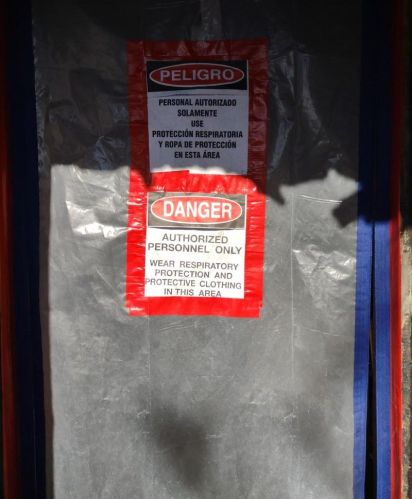 PELIGRO
PERSONAL AUTORIZADO
SOLAMENTE
USE
PROTECCIÓN RESPIRATORIA
Y ROPA DE PROTECCIÓN
EN ESTA ÁREA
DANGER
AUTHORIZED
PERSONNEL ONLY
WEAR RESPIRATORY
PROTECTION AND
PROTECTIVE CLOTHING
IN THIS AREA